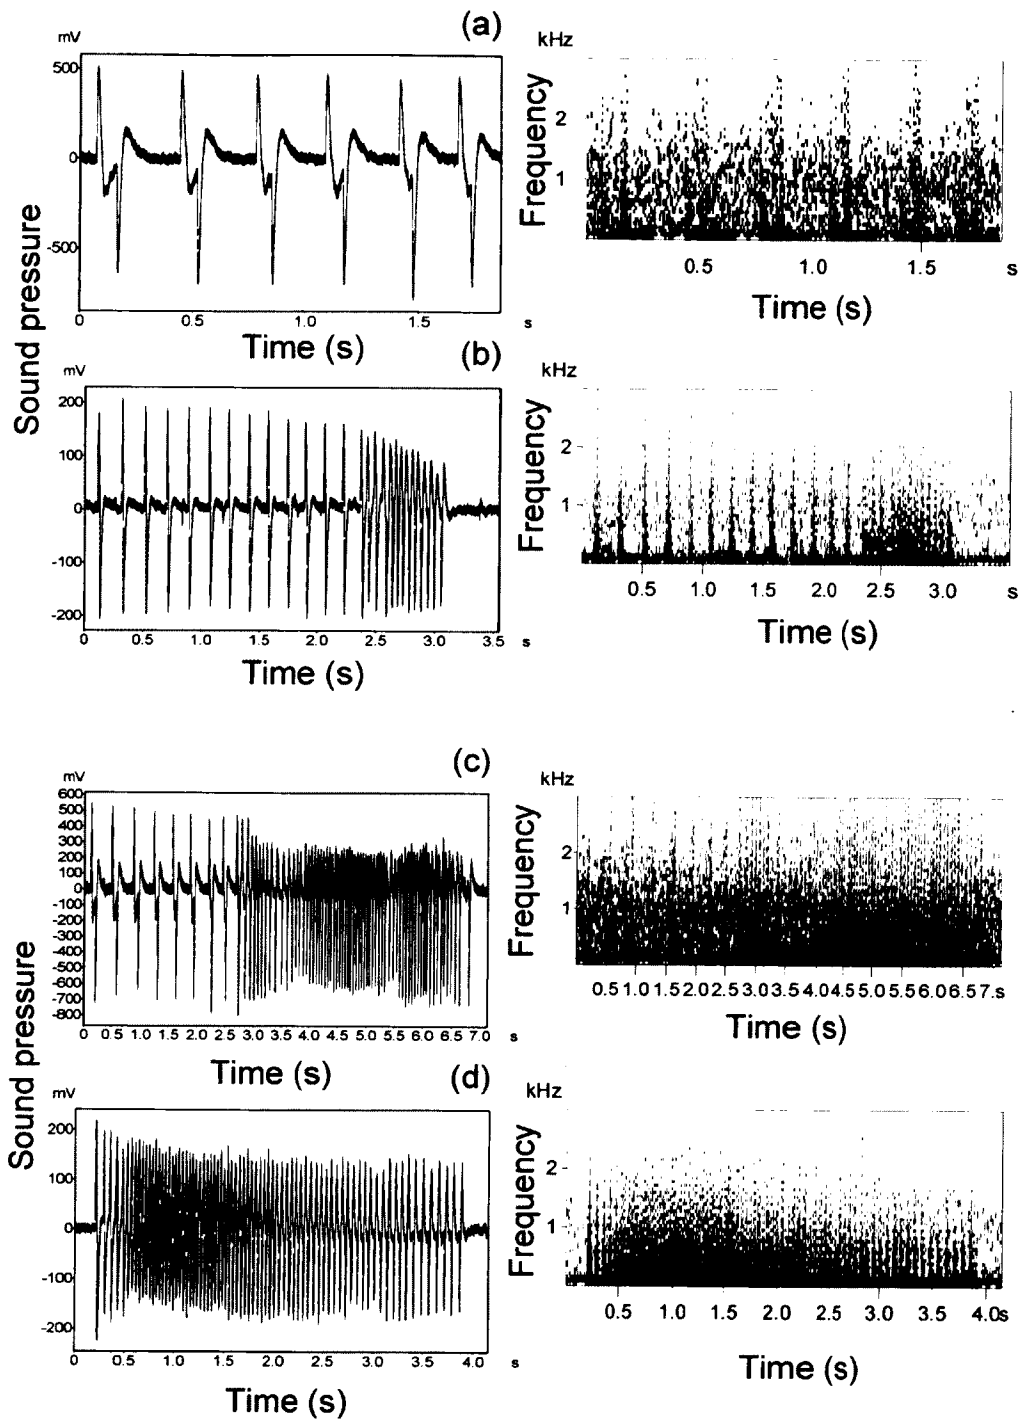 (a)
mV
500
0
-500
0 0.5 1.0 1.5 s
Time (s)
kHz
Frequency
2
1
0.5 1.0 1.5 s
Time (s)
Sound pressure
(b)
mV
200
100
0
-100
-200
0 0.5 1.0 1.5 2.0 2.5 3.0 3.5 s
Time (s)
kHz
Frequency
2
1
0.5 1.0 1.5 2.0 2.5 3.0 s
Time (s)
(c)
mV
600
500
400
300
200
100
0
-100
-200
-300
-400
-500
-600
-700
-800
0 0.5 1.0 1.5 2.0 2.5 3.0 3.5 4.0 4.5 5.0 5.5 6.0 6.5 7.0 s
Time (s)
kHz
Frequency
2
1
0.5 1.0 1.5 2.0 2.5 3.0 3.5 4.0 4.5 5.0 5.5 6.0 6.5 7.s
Time (s)
Sound pressure
(d)
mV
200
100
0
-100
-200
0 0.5 1.0 1.5 2.0 2.5 3.0 3.5 4.0 s
Time (s)
kHz
Frequency
2
1
0.5 1.0 1.5 2.0 2.5 3.0 3.5 4.0s
Time (s)